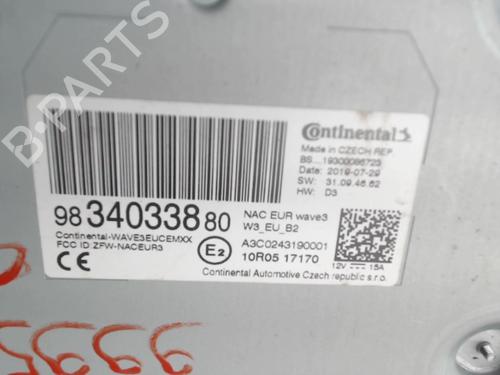 B-PARTS
Continental
Made in CZECH REP
BS...19300086723
Date: 2019-07-29
SW: 31.09.46.62
HW: D3
98 340338 80
NAC EUR wave3
W3_EU_B2
Continental-WAVE3EUCEMXX
FCC ID:ZFW-NACEUR3
A3C0243190001
CE
E2
10R05 17170
12V 15A
Continental Automotive Czech republic s.r.o.